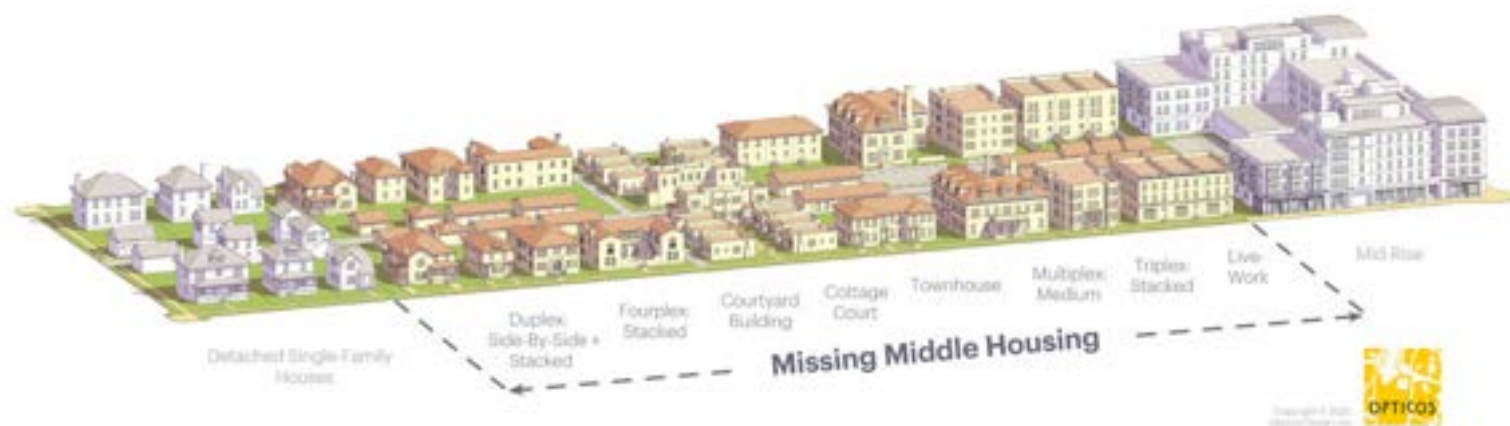 Detached Single-Family
Houses
Duplex:
Side-By-Side +
Stacked
Fourplex:
Stacked
Courtyard
Building
Cottage
Court
Townhouse
Multiplex:
Medium
Triplex:
Stacked
Live-
Work
Mid-Rise
Missing Middle Housing
OPTICOS